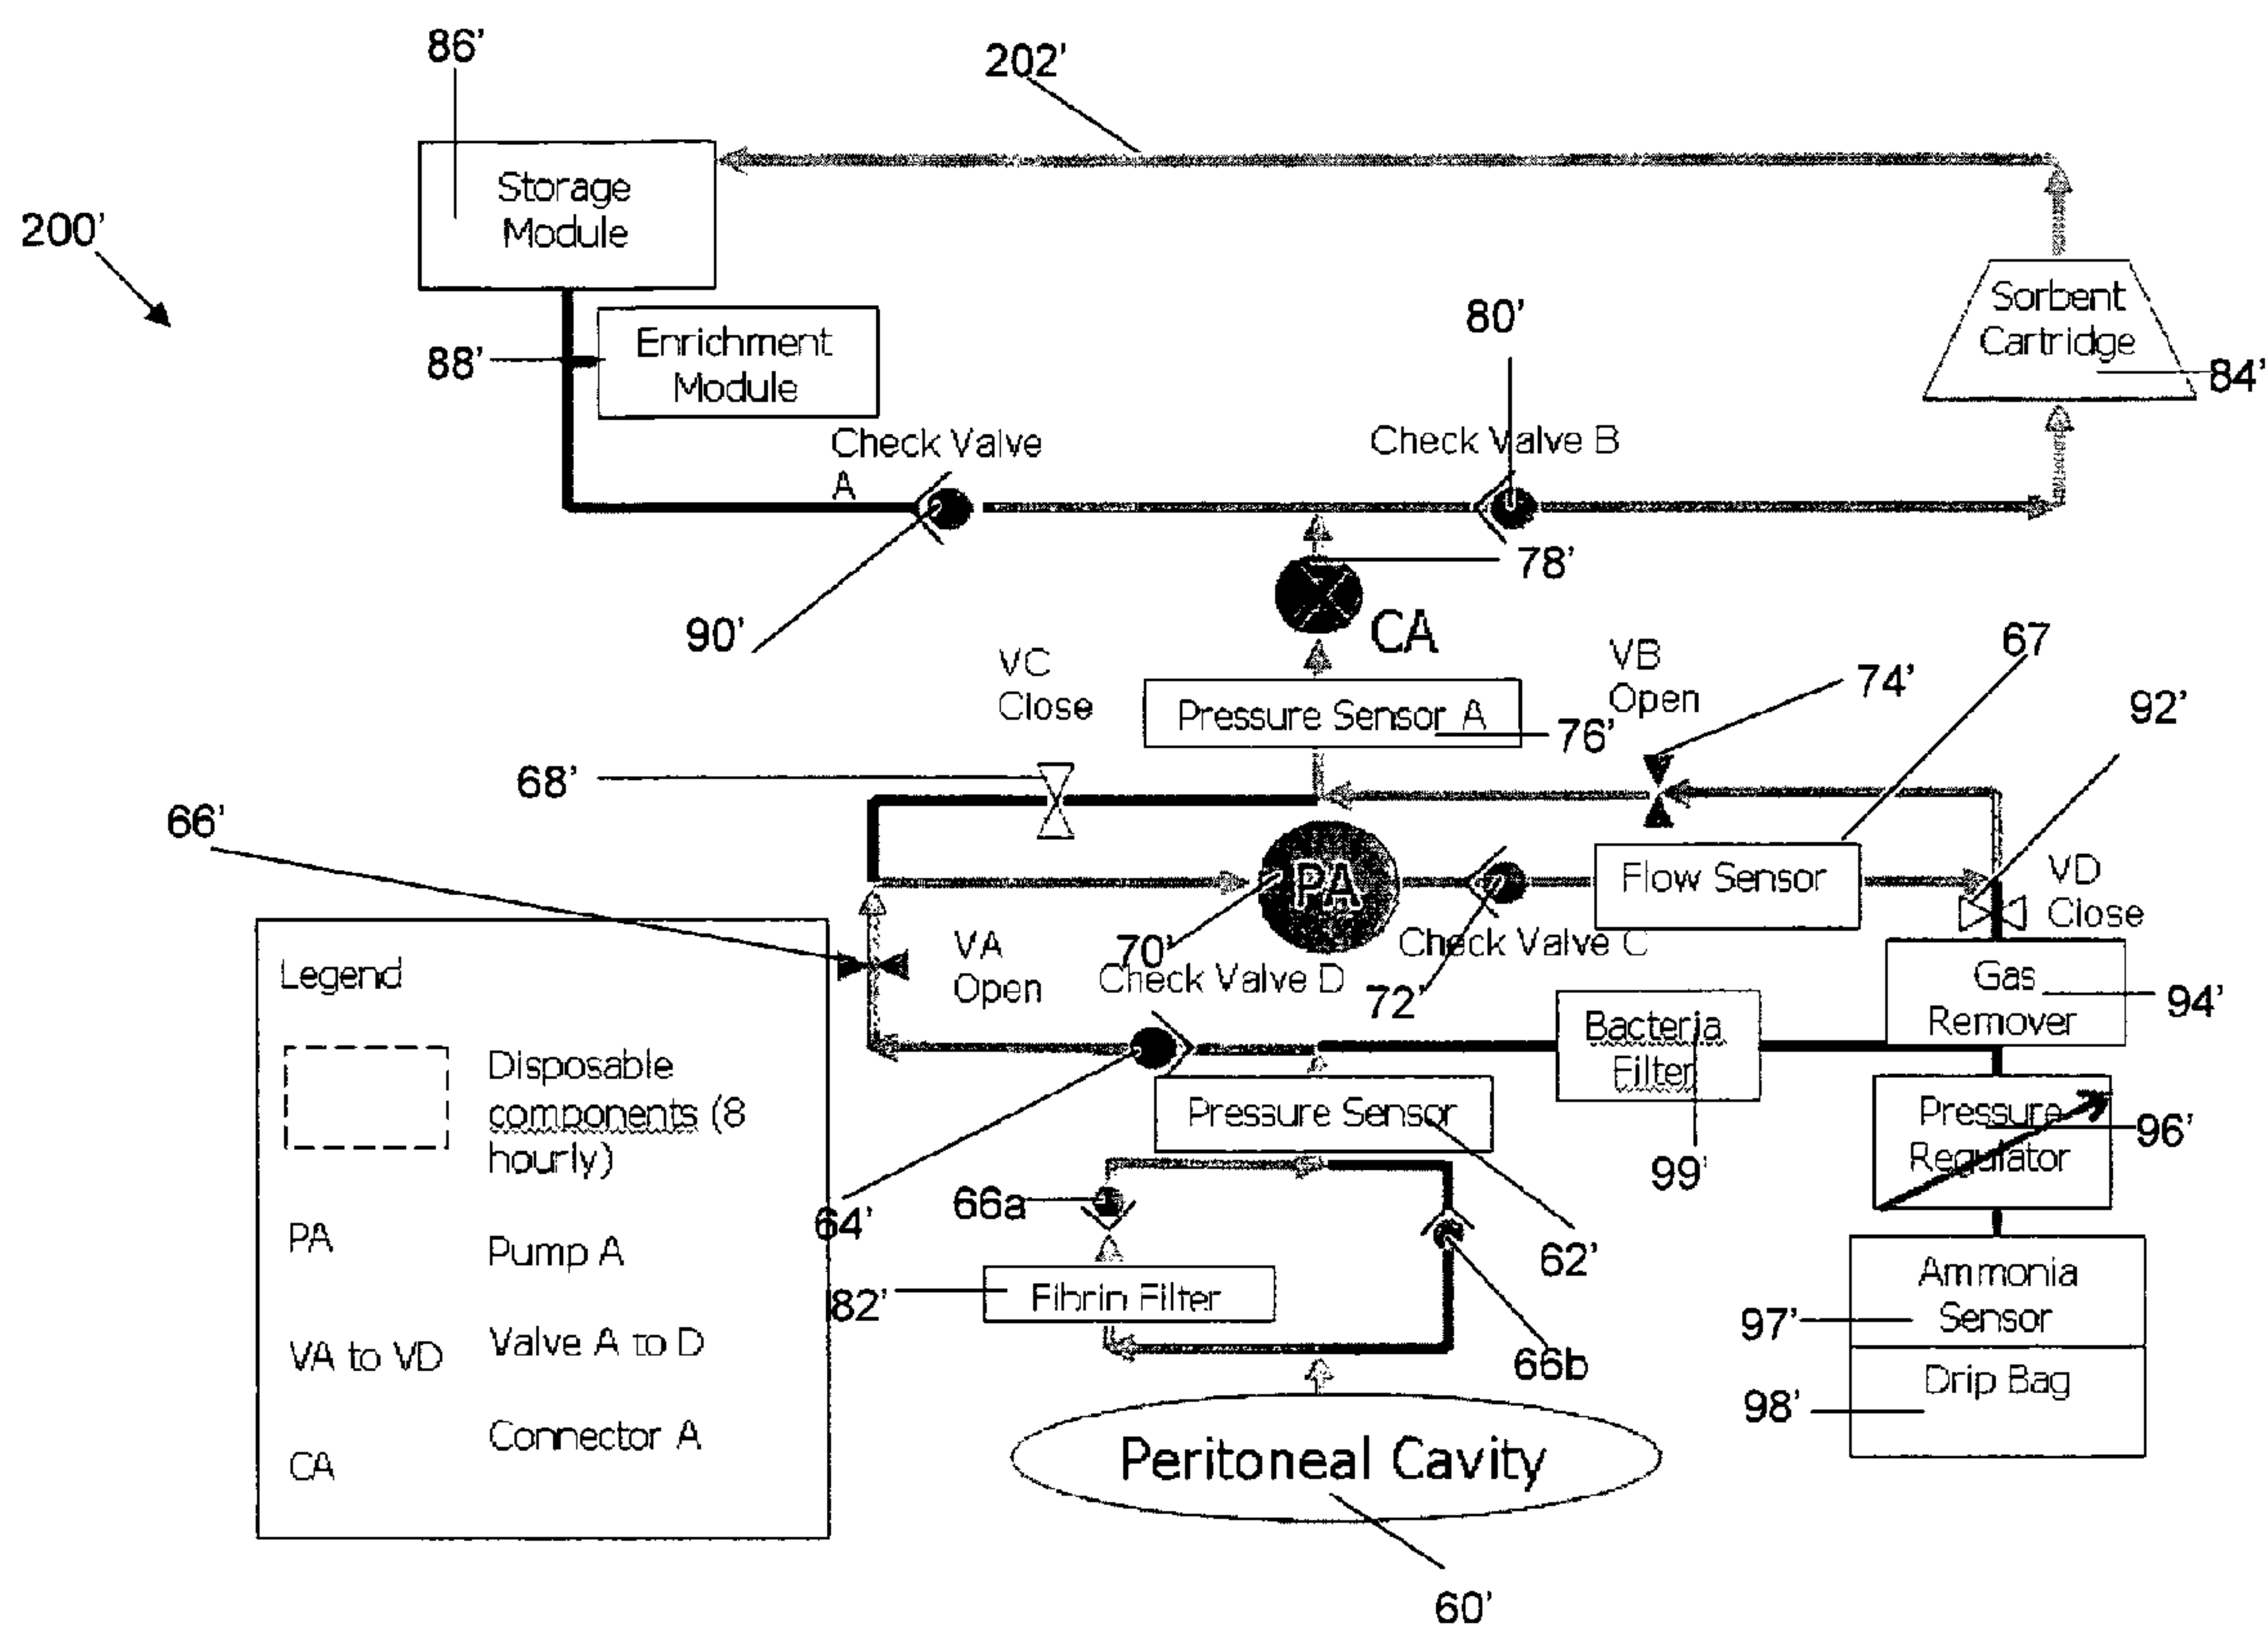 86'
202'
Storage
Module
200'
Sorbent
Cartridge
84'
80'
Enrichment
Module
88'
Check Valve
A
Check Valve B
78'
90'
CA
67
VC
Close
VB
Open
74'
92'
Pressure Sensor A
76'
68'
66'
PA
Flow Sensor
VD
Close
70'
Check Valve C
VA
Open
Check Valve D
72'
Gas
Remover
94'
Bacteria
Filter
Pressure Sensor
Pressure
Regulator
96'
99'
66a
64'
62'
Fibrin Filter
82'
66b
Ammonia
Sensor
97'
Drip Bag
98'
Peritoneal Cavity
60'
Legend
Disposable
components (8
hourly)
PA
Pump A
VA to VD
Valve A to D
CA
Connector A